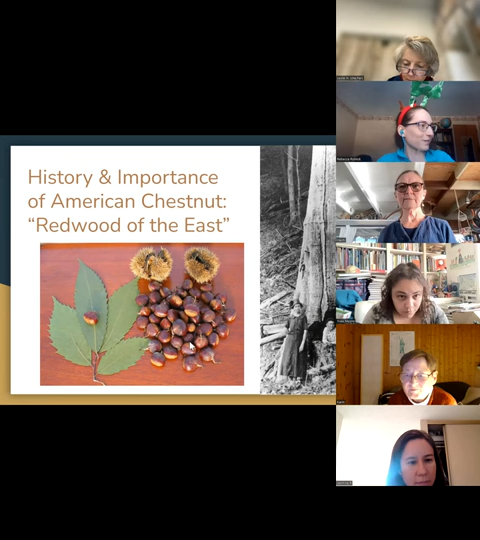 History & Importance
of American Chestnut:
“Redwood of the East”